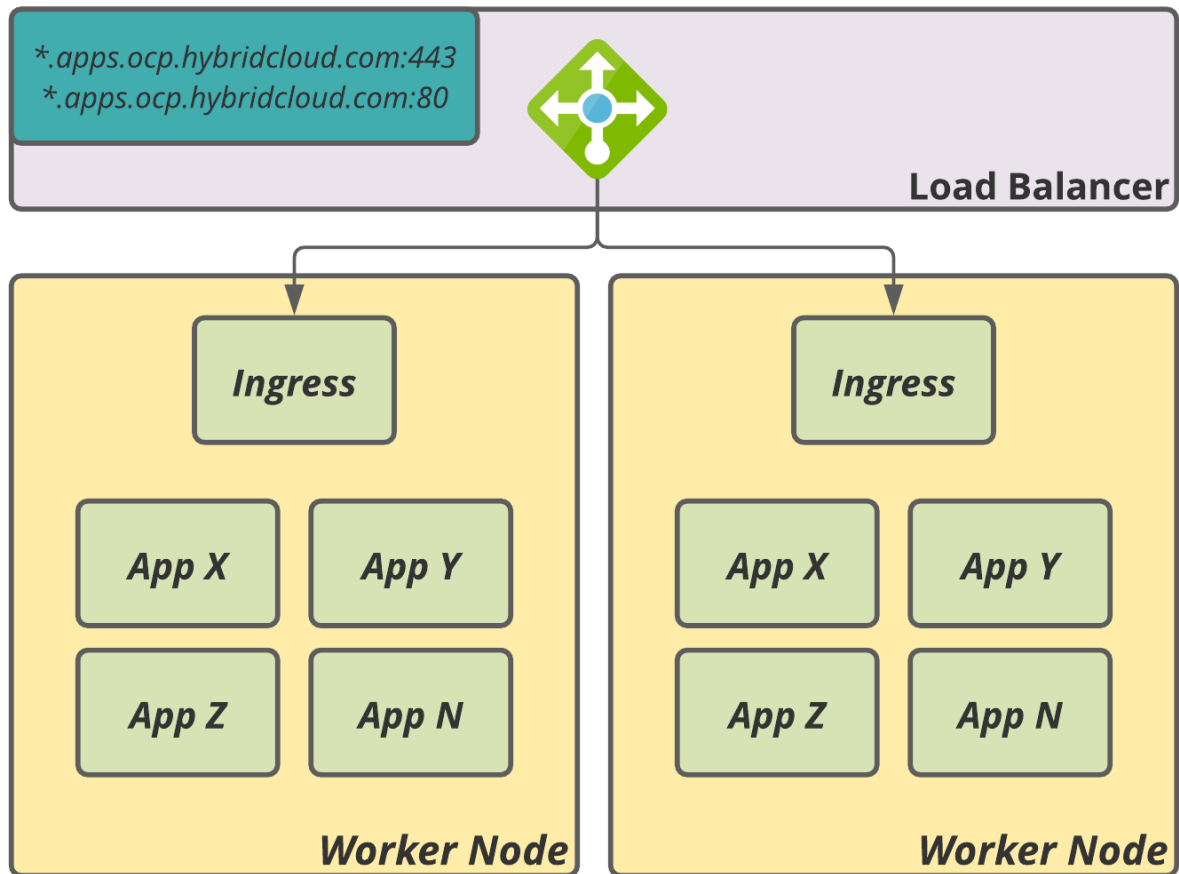 *.apps.ocp.hybridcloud.com:443
*.apps.ocp.hybridcloud.com:80
Load Balancer
Ingress
App X
App Y
App Z
App N
Worker Node
Ingress
App X
App Y
App Z
App N
Worker Node